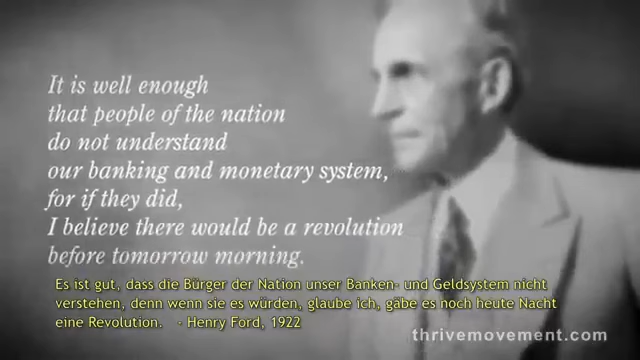 It is well enough
that people of the nation
do not understand
our banking and monetary system,
for if they did,
I believe there would be a revolution
before tomorrow morning.
Es ist gut, dass die Bürger der Nation unser Banken- und Geldsystem nicht
verstehen, denn wenn sie es würden, glaube ich, gäbe es noch heute Nacht
eine Revolution. - Henry Ford, 1922
thrivemovement.com